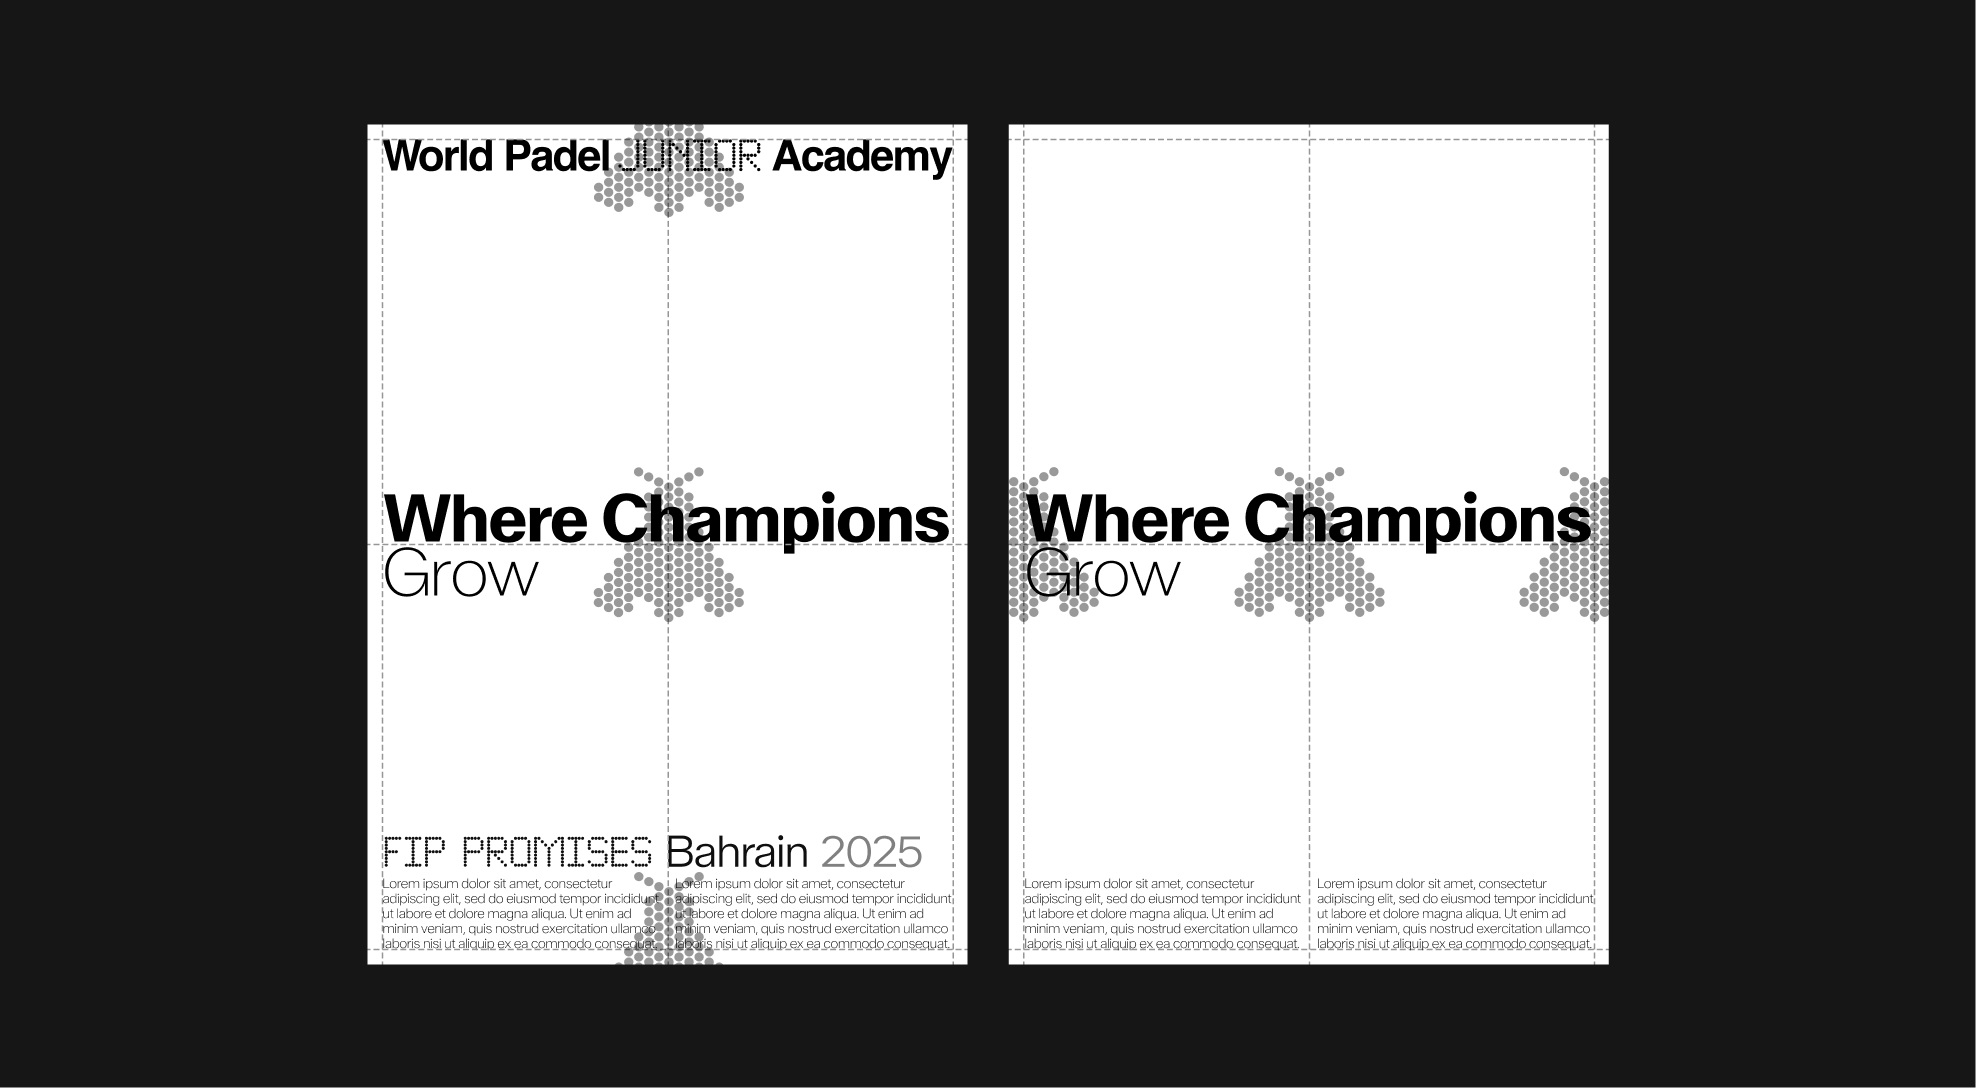 World Padel JUNIOR Academy
Where Champions
Grow
FIP PROMISES Bahrain 2025
Lorem ipsum dolor sit amet, consectetur
adipiscing elit, sed do eiusmod tempor incididunt
ut labore et dolore magna aliqua. Ut enim ad
minim veniam, quis nostrud exercitation ullamco
laboris nisi ut aliquip ex ea commodo consequat.
Lorem ipsum dolor sit amet, consectetur
adipiscing elit, sed do eiusmod tempor incididunt
ut labore et dolore magna aliqua. Ut enim ad
minim veniam, quis nostrud exercitation ullamco
laboris nisi ut aliquip ex ea commodo consequat.
Where Champions
Grow
Lorem ipsum dolor sit amet, consectetur
adipiscing elit, sed do eiusmod tempor incididunt
ut labore et dolore magna aliqua. Ut enim ad
minim veniam, quis nostrud exercitation ullamco
laboris nisi ut aliquip ex ea commodo consequat.
Lorem ipsum dolor sit amet, consectetur
adipiscing elit, sed do eiusmod tempor incididunt
ut labore et dolore magna aliqua. Ut enim ad
minim veniam, quis nostrud exercitation ullamco
laboris nisi ut aliquip ex ea commodo consequat.